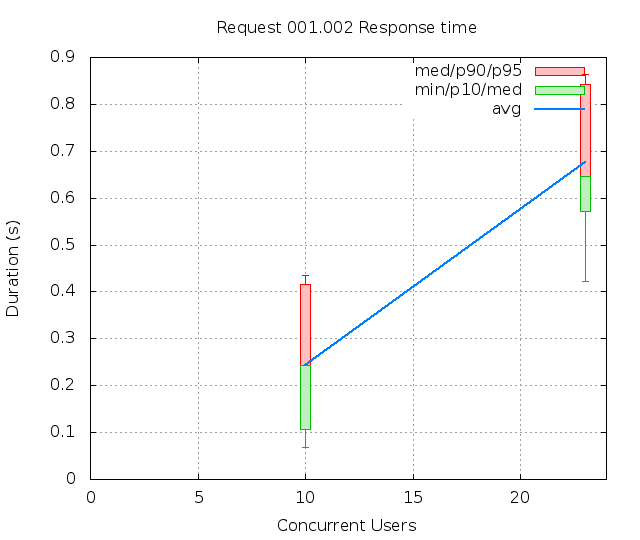 Request 001.002 Response time
0.9
0.8
0.7
0.6
0.5
0.4
0.3
0.2
0.1
0
Duration (s)
med/p90/p95
min/p10/med
avg
0 5 10 15 20
Concurrent Users